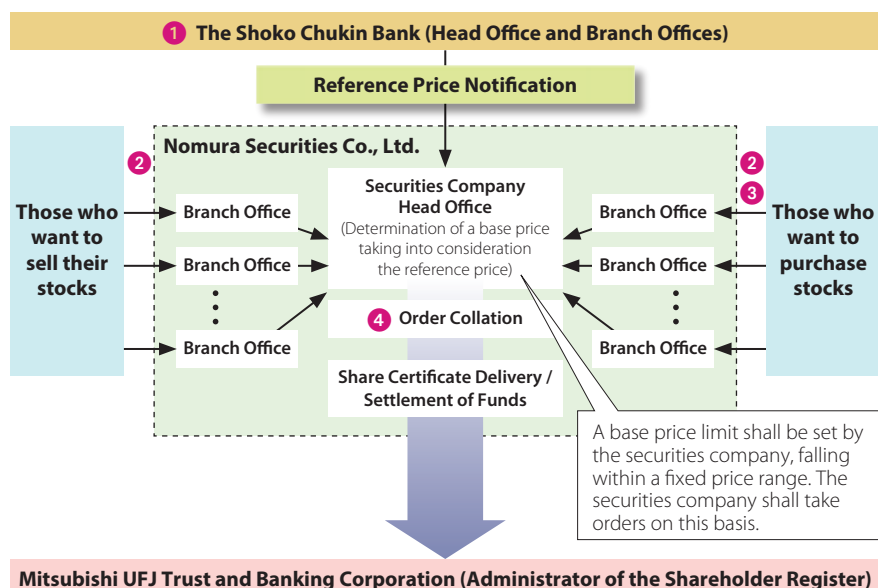 1 The Shoko Chukin Bank (Head Office and Branch Offices)
Reference Price Notification
Nomura Securities Co., Ltd.
2
Those who
want to
sell their
stocks
Branch Office
Branch Office
Branch Office
Securities Company
Head Office
(Determination of a base price
taking into consideration
the reference price)
4 Order Collation
Share Certificate Delivery /
Settlement of Funds
Branch Office
Branch Office
Branch Office
2
3
Those who
want to
purchase
stocks
A base price limit shall be set by
the securities company, falling
within a fixed price range. The
securities company shall take
orders on this basis.
Mitsubishi UFJ Trust and Banking Corporation (Administrator of the Shareholder Register)